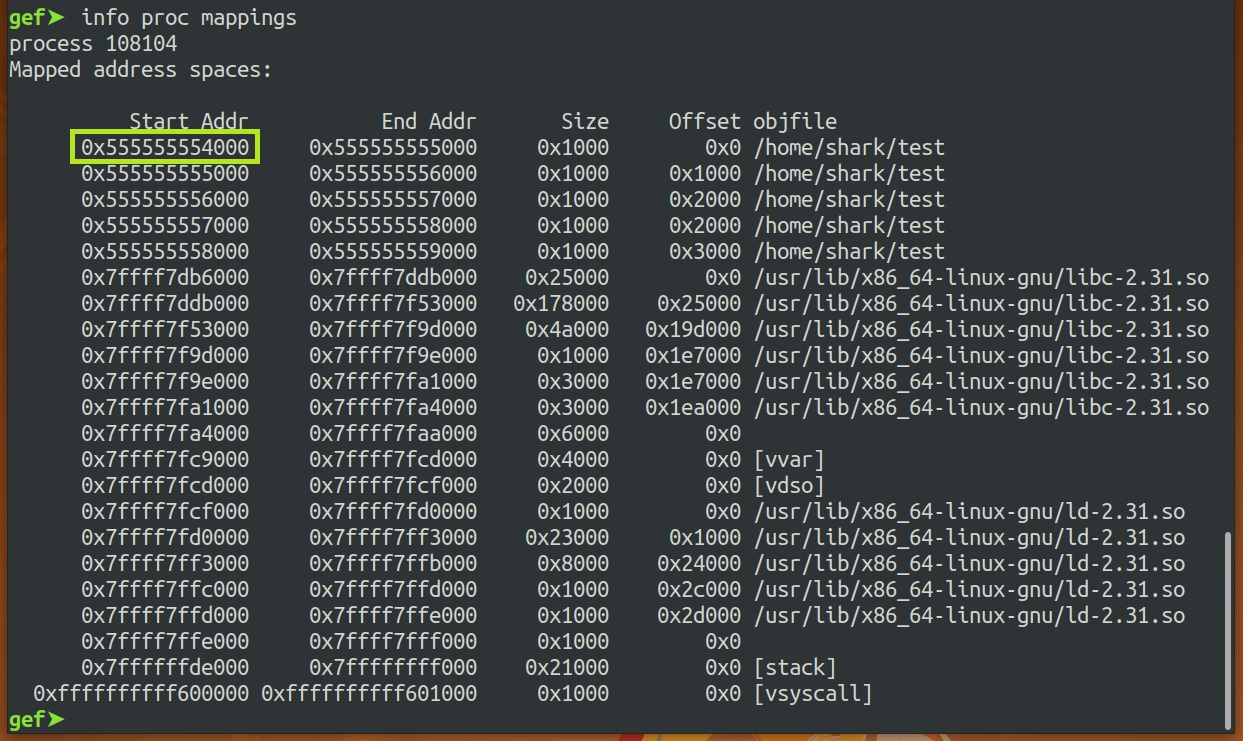 gef➤ info proc mappings
process 108104
Mapped address spaces:
Start Addr End Addr Size Offset objfile
0x555555554000 0x555555555000 0x1000 0x0 /home/shark/test
0x555555555000 0x555555556000 0x1000 0x1000 /home/shark/test
0x555555556000 0x555555557000 0x1000 0x2000 /home/shark/test
0x555555557000 0x555555558000 0x1000 0x2000 /home/shark/test
0x555555558000 0x555555559000 0x1000 0x3000 /home/shark/test
0x7ffff7db6000 0x7ffff7ddb000 0x25000 0x0 /usr/lib/x86_64-linux-gnu/libc-2.31.so
0x7ffff7ddb000 0x7ffff7f53000 0x178000 0x25000 /usr/lib/x86_64-linux-gnu/libc-2.31.so
0x7ffff7f53000 0x7ffff7f9d000 0x4a000 0x19d000 /usr/lib/x86_64-linux-gnu/libc-2.31.so
0x7ffff7f9d000 0x7ffff7f9e000 0x1000 0x1e7000 /usr/lib/x86_64-linux-gnu/libc-2.31.so
0x7ffff7f9e000 0x7ffff7fa1000 0x3000 0x1e7000 /usr/lib/x86_64-linux-gnu/libc-2.31.so
0x7ffff7fa1000 0x7ffff7fa4000 0x3000 0x1ea000 /usr/lib/x86_64-linux-gnu/libc-2.31.so
0x7ffff7fa4000 0x7ffff7faa000 0x6000 0x0
0x7ffff7fc9000 0x7ffff7fcd000 0x4000 0x0 [vvar]
0x7ffff7fcd000 0x7ffff7fcf000 0x2000 0x0 [vdso]
0x7ffff7fcf000 0x7ffff7fd0000 0x1000 0x0 /usr/lib/x86_64-linux-gnu/ld-2.31.so
0x7ffff7fd0000 0x7ffff7ff3000 0x23000 0x1000 /usr/lib/x86_64-linux-gnu/ld-2.31.so
0x7ffff7ff3000 0x7ffff7ffb000 0x8000 0x24000 /usr/lib/x86_64-linux-gnu/ld-2.31.so
0x7ffff7ffc000 0x7ffff7ffd000 0x1000 0x2c000 /usr/lib/x86_64-linux-gnu/ld-2.31.so
0x7ffff7ffd000 0x7ffff7ffe000 0x1000 0x2d000 /usr/lib/x86_64-linux-gnu/ld-2.31.so
0x7ffff7ffe000 0x7ffff7fff000 0x1000 0x0
0x7ffffffde000 0x7ffffffff000 0x21000 0x0 [stack]
0xffffffffff600000 0xffffffffff601000 0x1000 0x0 [vsyscall]
gef➤